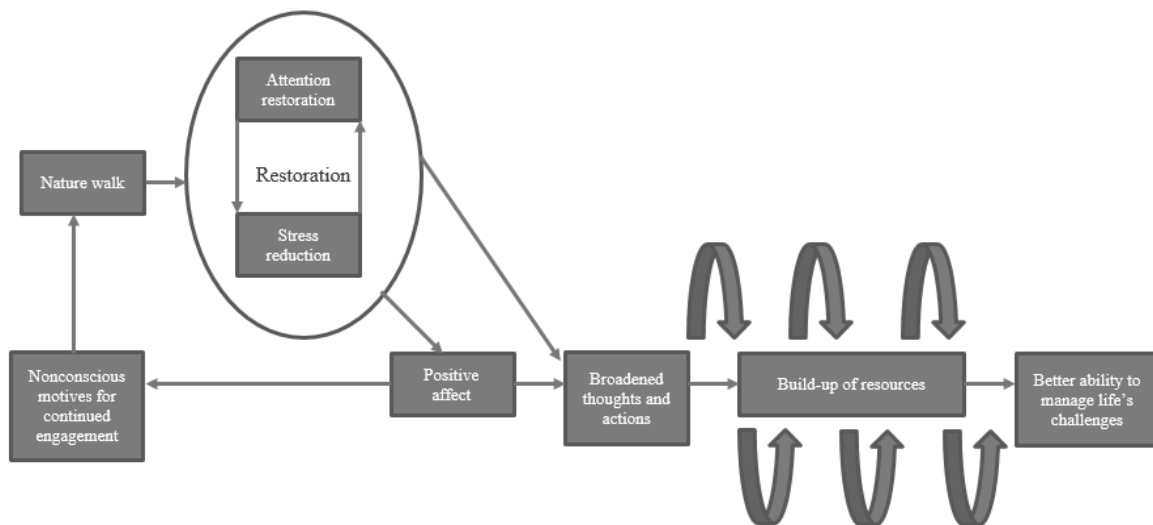 Attention
restoration
Nature walk
Restoration
Stress
reduction
Nonconscious
motives for
continued
engagement
Positive
affect
Broadened
thoughts and
actions
Build-up of resources
Better ability to
manage life's
challenges